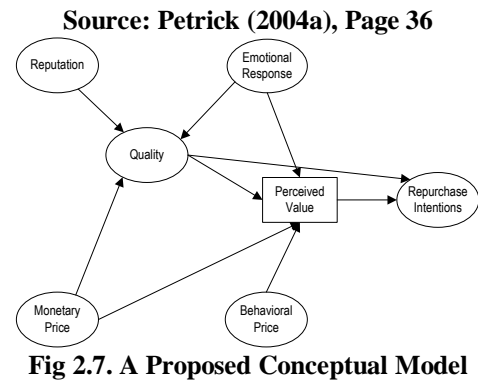 Source: Petrick (2004a), Page 36
Reputation
Emotional
Response
Quality
Perceived
Value
Repurchase
Intentions
Monetary
Price
Behavioral
Price
Fig 2.7. A Proposed Conceptual Model